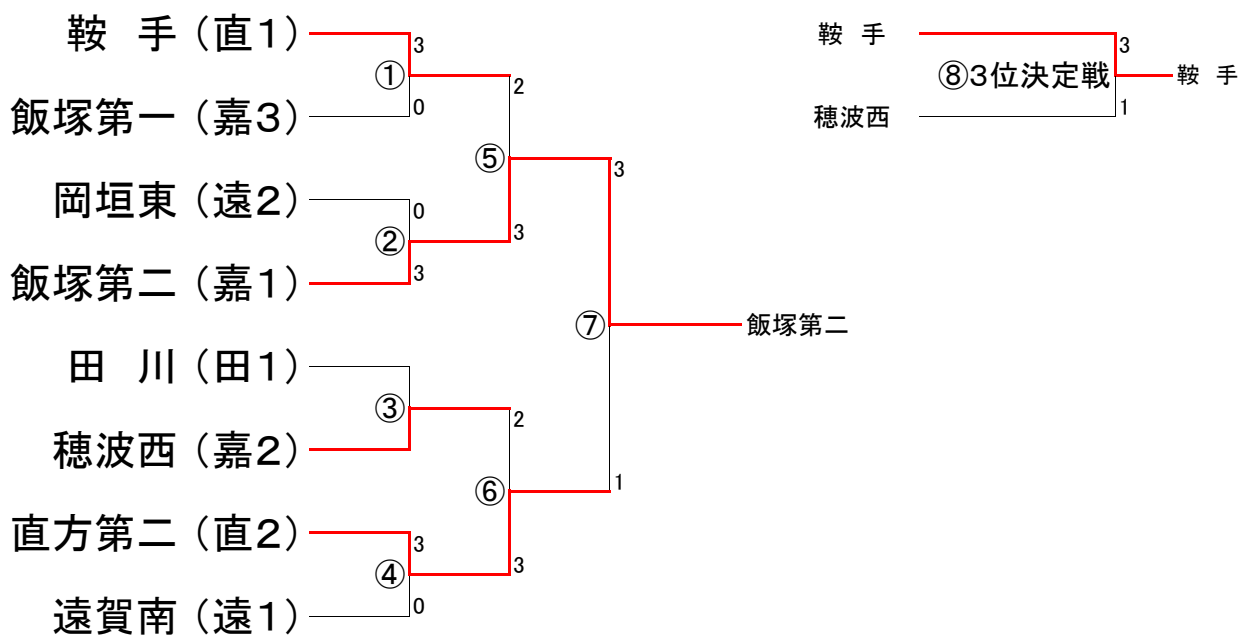 鞍 手 (直1)
3
①
2
飯塚第一 (嘉3)
0
⑤
3
岡垣東 (遠2)
0
②
3
飯塚第二 (嘉1)
3
⑦
飯塚第二
田 川 (田1)
③
2
穂波西 (嘉2)
⑥
1
直方第二 (直2)
3
④
3
遠賀南 (遠1)
0
鞍 手
3
⑧3位決定戦
鞍 手
穂波西
1